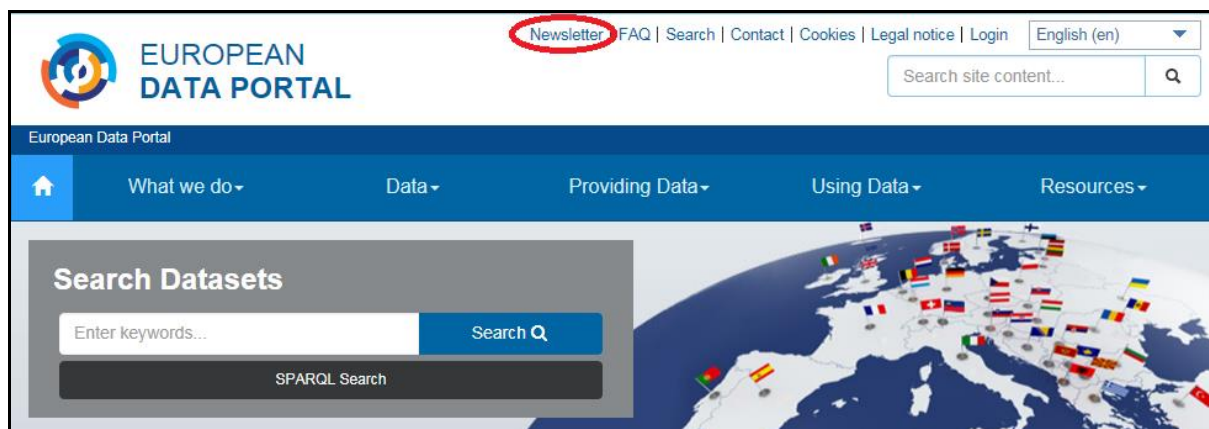 Newsletter | FAQ | Search | Contact | Cookies | Legal notice | Login English (en)
EUROPEAN
DATA PORTAL
Search site content...
European Data Portal
What we do Data Providing Data Using Data Resources
Search Datasets
Enter keywords... Search
SPARQL Search